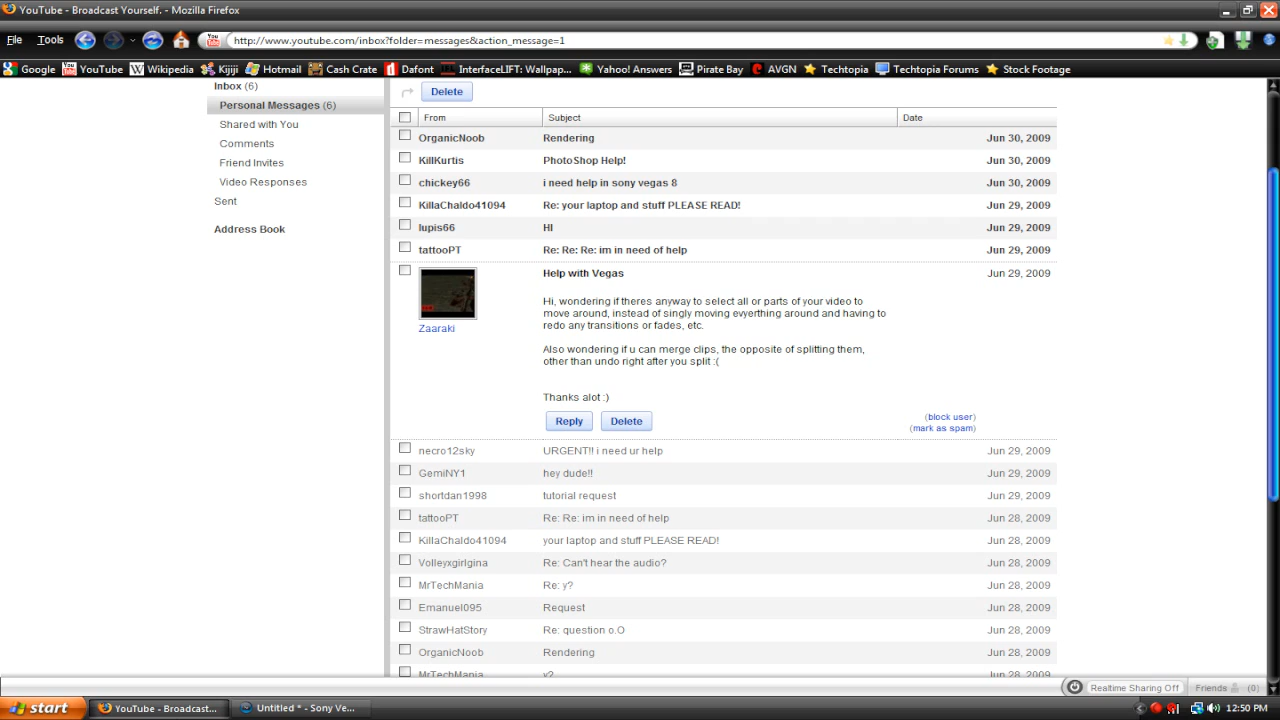 YouTube - Broadcast Yourself. - Mozilla Firefox
File Tools http://www.youtube.com/inbox?folder=messages&action_message=1
Google YouTube Wikipedia Kijiji Hotmail Cash Crate Dafont InterfaceLIFT: Wallpap... Yahoo! Answers Pirate Bay AVGN Techtopia Techtopia Forums Stock Footage
Inbox (6)
Personal Messages (6)
Shared with You
Comments
Friend Invites
Video Responses
Sent
Address Book
Delete
From Subject Date
OrganicNoob Rendering Jun 30, 2009
KillKurtis PhotoShop Help! Jun 30, 2009
chickey66 i need help in sony vegas 8 Jun 30, 2009
KillaChaldo41094 Re: your laptop and stuff PLEASE READ! Jun 29, 2009
lupis66 HI Jun 29, 2009
tattooPT Re: Re: Re: im in need of help Jun 29, 2009
Help with Vegas Jun 29, 2009
Zaaraki
Hi, wondering if theres anyway to select all or parts of your video to
move around, instead of singly moving evyerthing around and having to
redo any transitions or fades, etc.
Also wondering if u can merge clips, the opposite of splitting them,
other than undo right after you split :(
Thanks alot :)
Reply Delete
(block user)
(mark as spam)
necro12sky URGENT!! i need ur help Jun 29, 2009
GemiNY1 hey dude!! Jun 29, 2009
shortdan1998 tutorial request Jun 29, 2009
tattooPT Re: Re: im in need of help Jun 28, 2009
KillaChaldo41094 your laptop and stuff PLEASE READ! Jun 28, 2009
Volleyxgirlgina Re: Can't hear the audio? Jun 28, 2009
MrTechMania Re: y? Jun 28, 2009
Emanuel095 Request Jun 28, 2009
StrawHatStory Re: question o.O Jun 28, 2009
OrganicNoob Rendering Jun 28, 2009
MrTechMania y? Jun 28, 2009
Realtime Sharing Off Friends (0)
start YouTube - Broadcast... Untitled * - Sony Ve... 12:50 PM